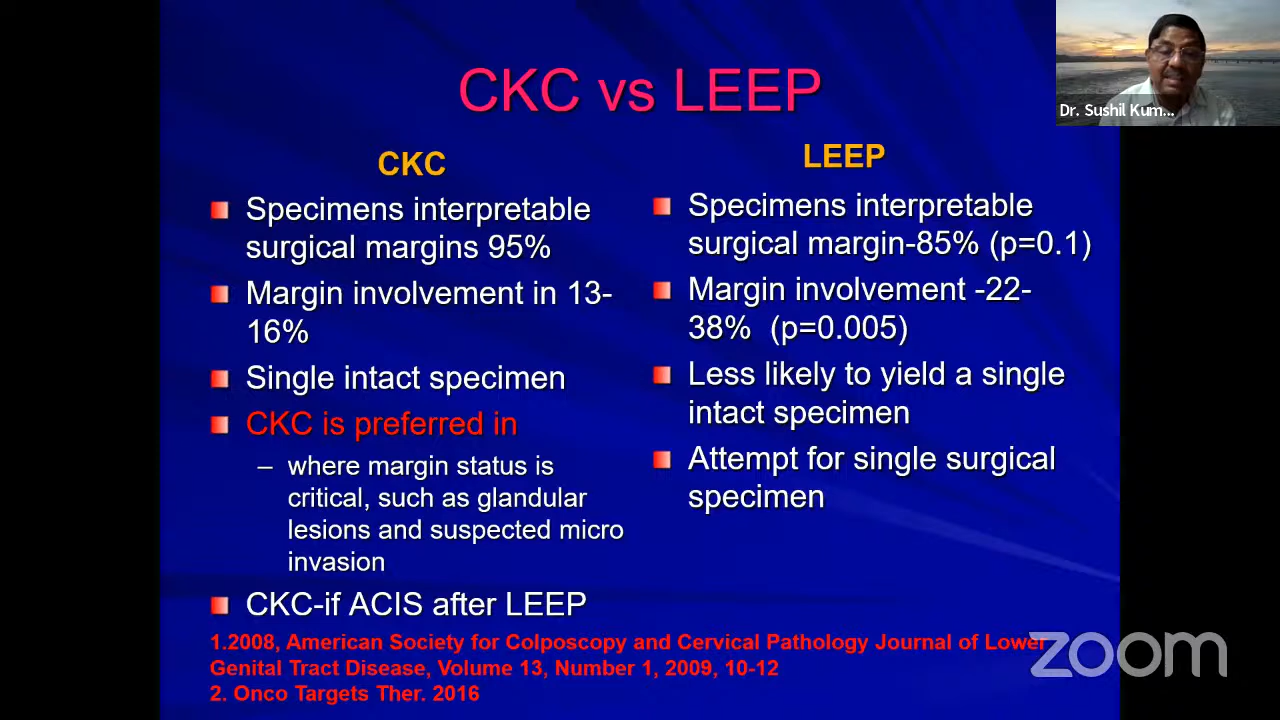 CKC vs LEEP
Dr. Sushil Kum...
CKC
Specimens interpretable
surgical margins 95%
Margin involvement in 13-
16%
Single intact specimen
CKC is preferred in
– where margin status is
critical, such as glandular
lesions and suspected micro
invasion
CKC-if ACIS after LEEP
LEEP
Specimens interpretable
surgical margin-85% (p=0.1)
Margin involvement -22-
38% (p=0.005)
Less likely to yield a single
intact specimen
Attempt for single surgical
specimen
1.2008, American Society for Colposcopy and Cervical Pathology Journal of Lower
Genital Tract Disease, Volume 13, Number 1, 2009, 10-12
2. Onco Targets Ther. 2016
zoom